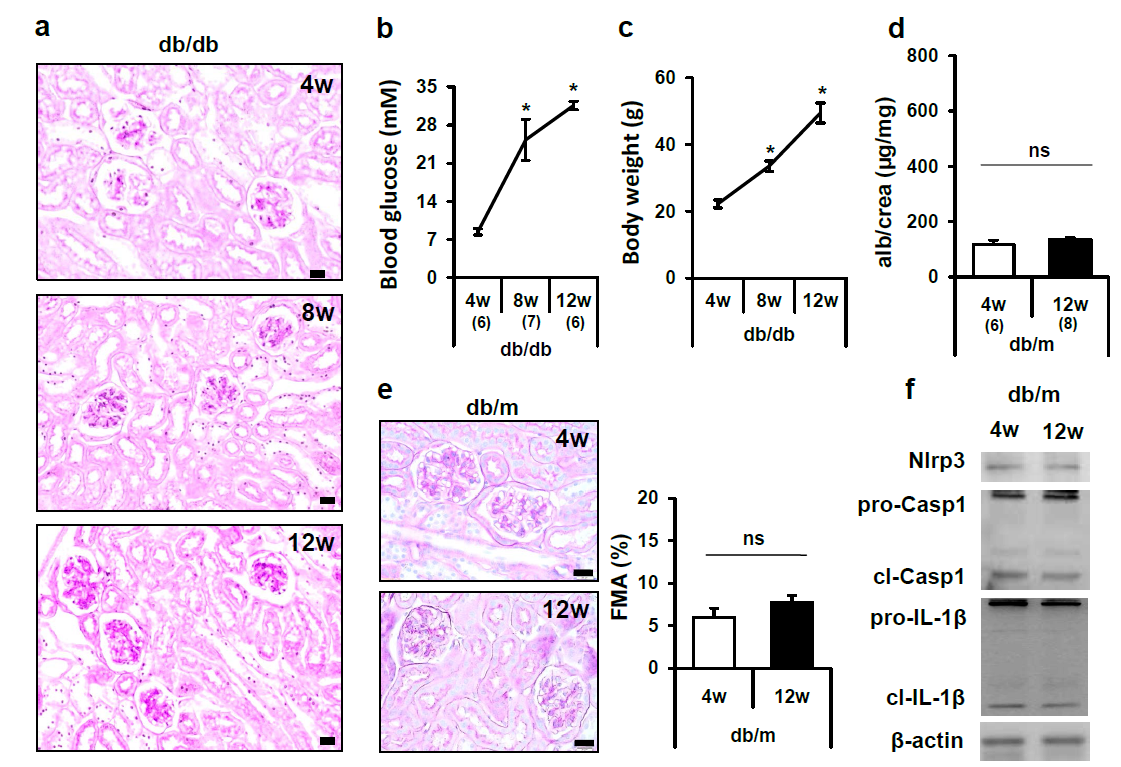 a
db/db
4w
8w
12w
b
Blood glucose (mM)
35
28
21
14
7
0
*
*
4w 8w 12w
(6) (7) (6)
db/db
c
Body weight (g)
60
40
20
0
*
*
4w 8w 12w
db/db
d
alb/crea (µg/mg)
800
600
400
200
0
ns
4w 12w
(6) (8)
db/m
e
db/m
4w
12w
FMA (%)
20
15
10
5
0
ns
4w 12w
db/m
f
db/m
4w 12w
Nlrp3
pro-Casp1
cl-Casp1
pro-IL-1β
cl-IL-1β
β-actin